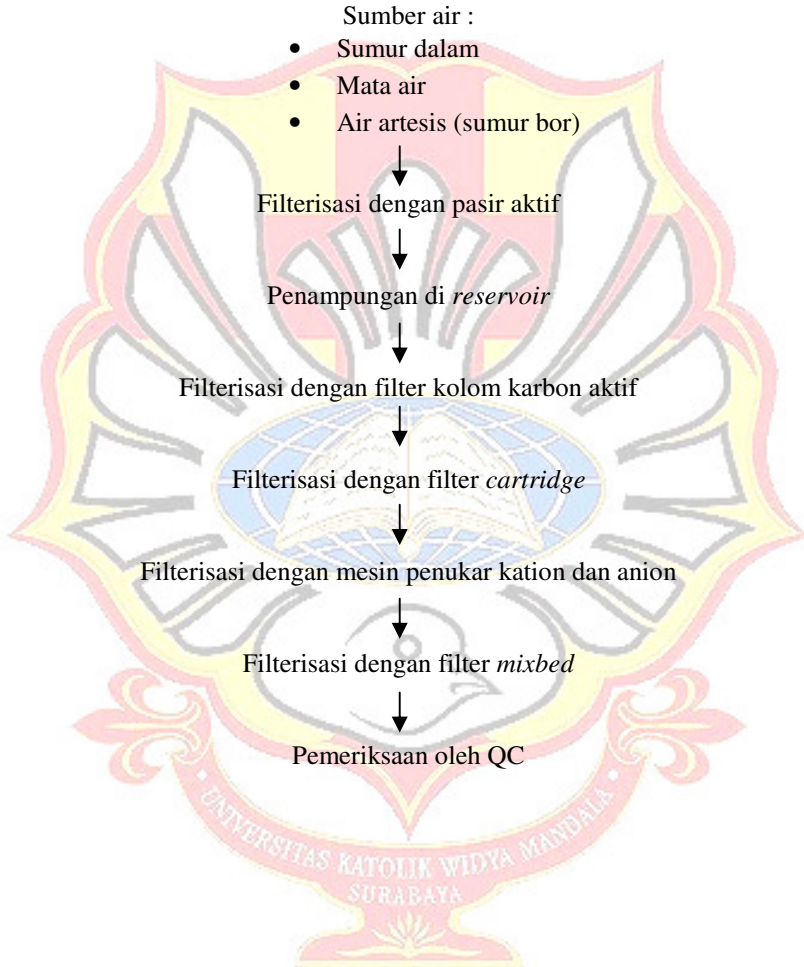 Sumber air :
• Sumur dalam
• Mata air
• Air artesis (sumur bor)
Filterisasi dengan pasir aktif
Penampungan di reservoir
Filterisasi dengan filter kolom karbon aktif
Filterisasi dengan filter cartridge
Filterisasi dengan mesin penukar kation dan anion
Filterisasi dengan filter mixbed
Pemeriksaan oleh QC
UNIVERSITAS KATOLIK WIDYA MANDALA
SURABAYA